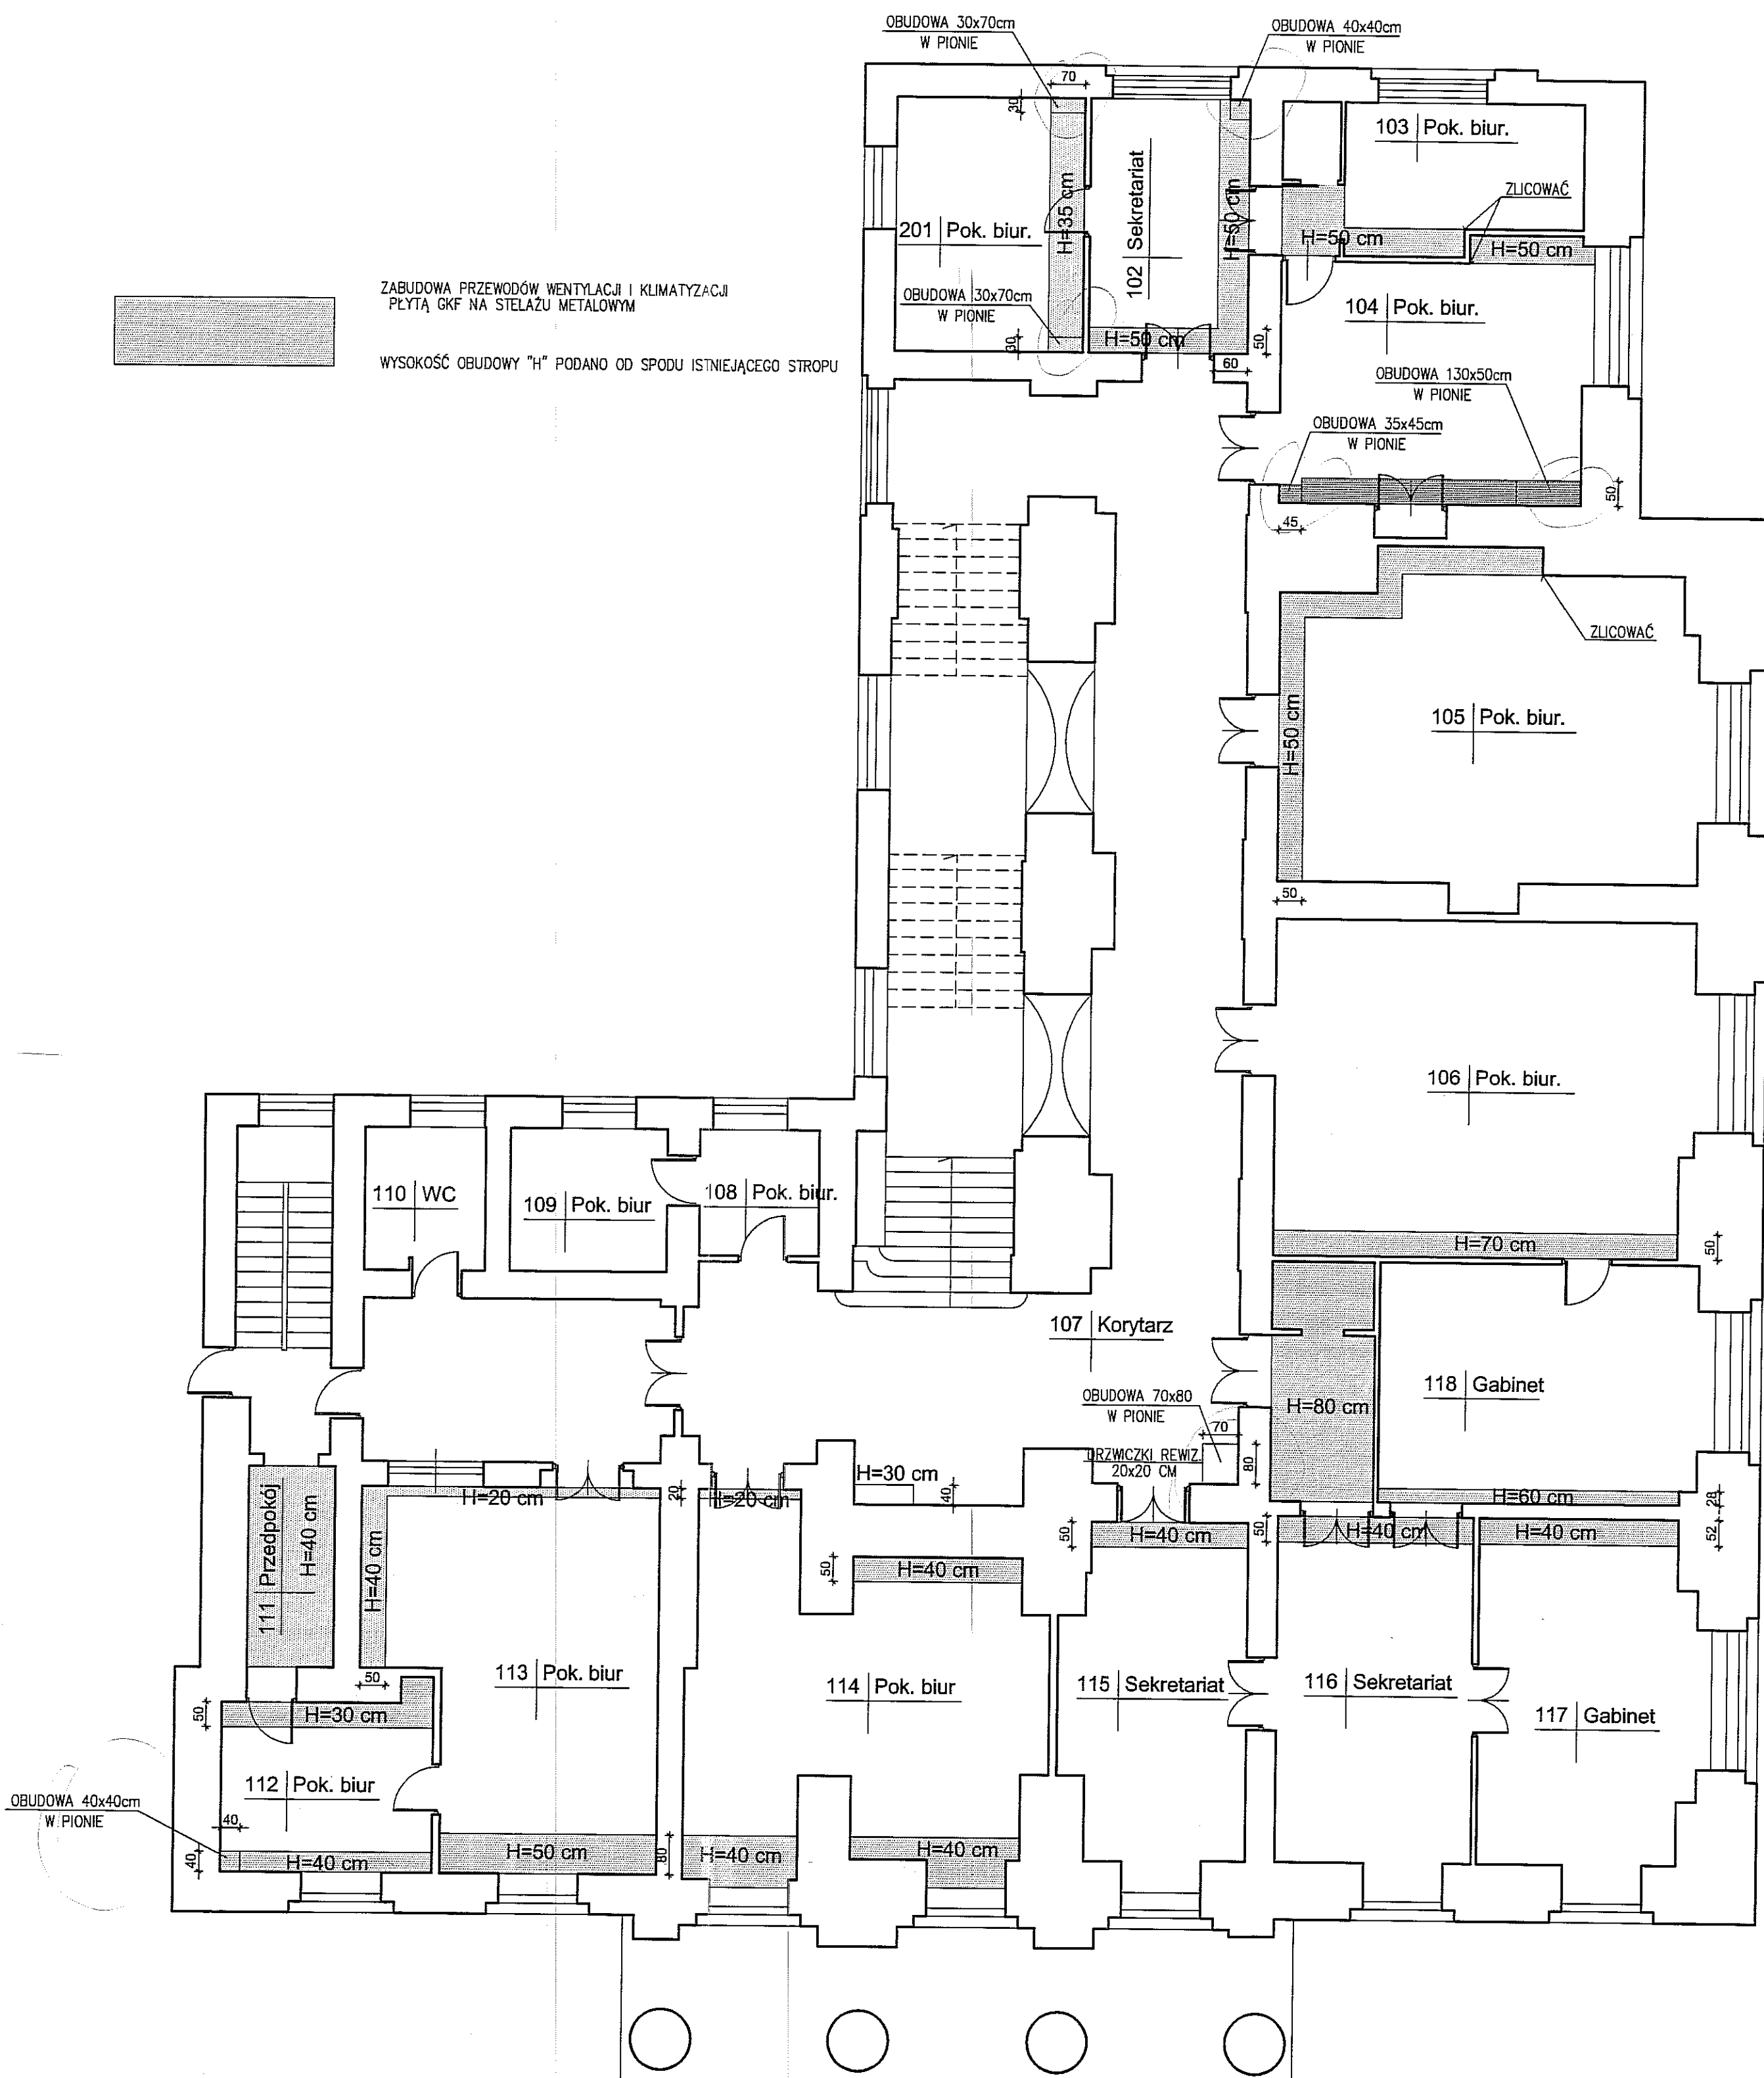 OBUDOWA 30x70cm
W PIONIE
OBUDOWA 40x40cm
W PIONIE
70
30
103 Pok. biur.
ZLICOWAĆ
201 Pok. biur.
H=35 cm
102 Sekretariat
H=50 cm
H=50 cm
H=50 cm
ZABUDOWA PRZEWODÓW WENTYLACJI I KLIMATYZACJI
PŁYTĄ GKF NA STELAŻU METALOWYM
OBUDOWA 30x70cm
W PIONIE
104 Pok. biur.
30
H=50 cm
50
60
WYSOKOŚĆ OBUDOWY "H" PODANO OD SPODU ISTNIEJĄCEGO STROPU
OBUDOWA 130x50cm
W PIONIE
OBUDOWA 35x45cm
W PIONIE
50
45
ZLICOWAĆ
H=50 cm
105 Pok. biur.
50
106 Pok. biur.
110 WC
109 Pok. biur
108 Pok. biur.
H=70 cm
50
107 Korytarz
118 Gabinet
OBUDOWA 70x80
W PIONIE
H=80 cm
70
DRZWICZKI REWIZ.
20x20 CM
80
H=30 cm
40
H=20 cm
20
H=20 cm
H=60 cm
28
111 Przedpokój
H=40 cm
H=40 cm
50
H=40 cm
50
H=40 cm
H=40 cm
52
50
H=40 cm
50
113 Pok. biur
114 Pok. biur
115 Sekretariat
116 Sekretariat
117 Gabinet
50
H=30 cm
112 Pok. biur
OBUDOWA 40x40cm
W PIONIE
40
40
H=40 cm
H=50 cm
80
H=40 cm
H=40 cm